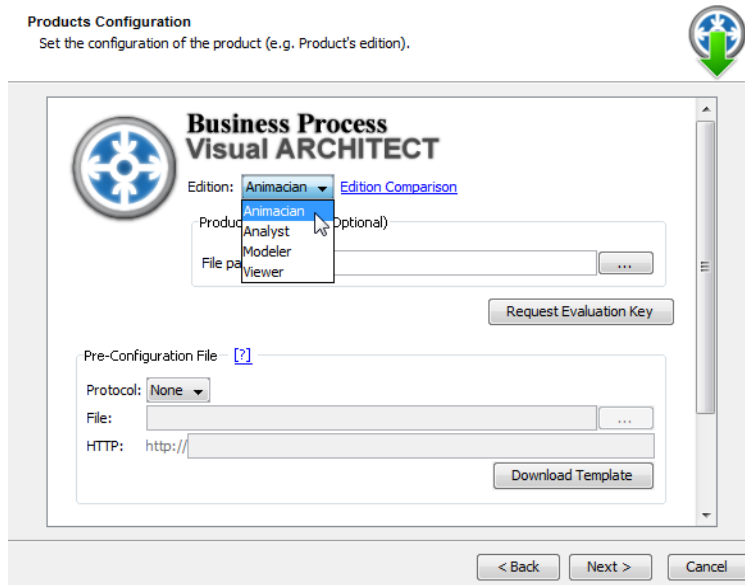 Products Configuration
Set the configuration of the product (e.g. Product's edition).
Business Process
Visual ARCHITECT
Edition: Animacian Edition Comparison
Animacian
Produc Optional)
Analyst
Modeler
File pa ...
Viewer
Request Evaluation Key
Pre-Configuration File [?]
Protocol: None
File: ...
HTTP: http://
Download Template
< Back Next > Cancel